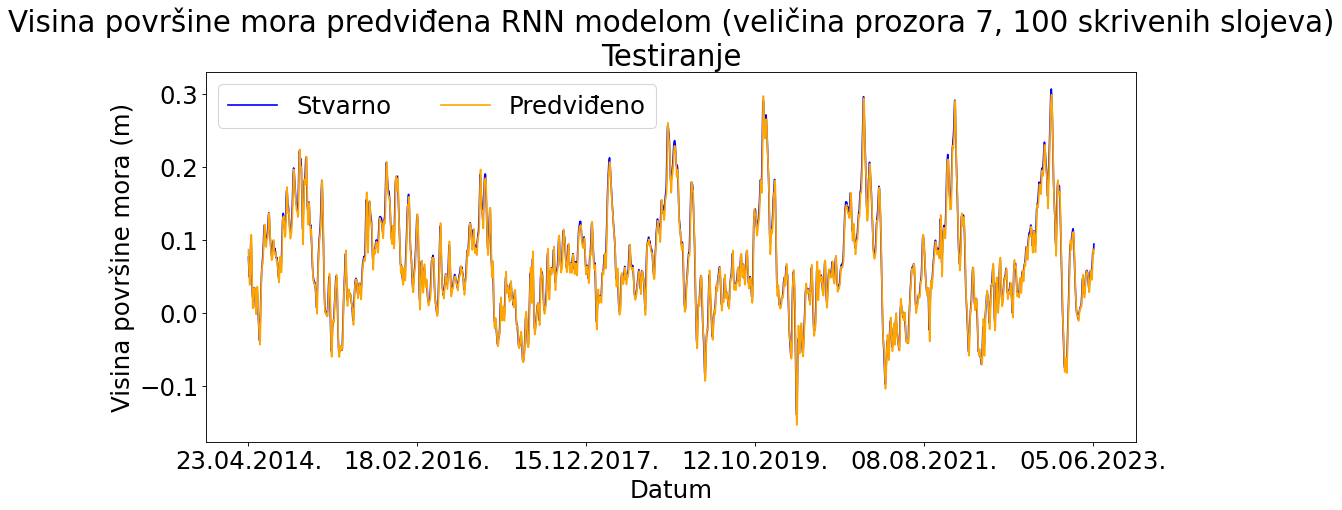 Visina površine mora predviđena RNN modelom (veličina prozora 7, 100 skrivenih slojeva)
Testiranje
Stvarno Predviđeno
Visina površine mora (m)
0.3
0.2
0.1
0.0
−0.1
23.04.2014. 18.02.2016. 15.12.2017. 12.10.2019. 08.08.2021. 05.06.2023.
Datum